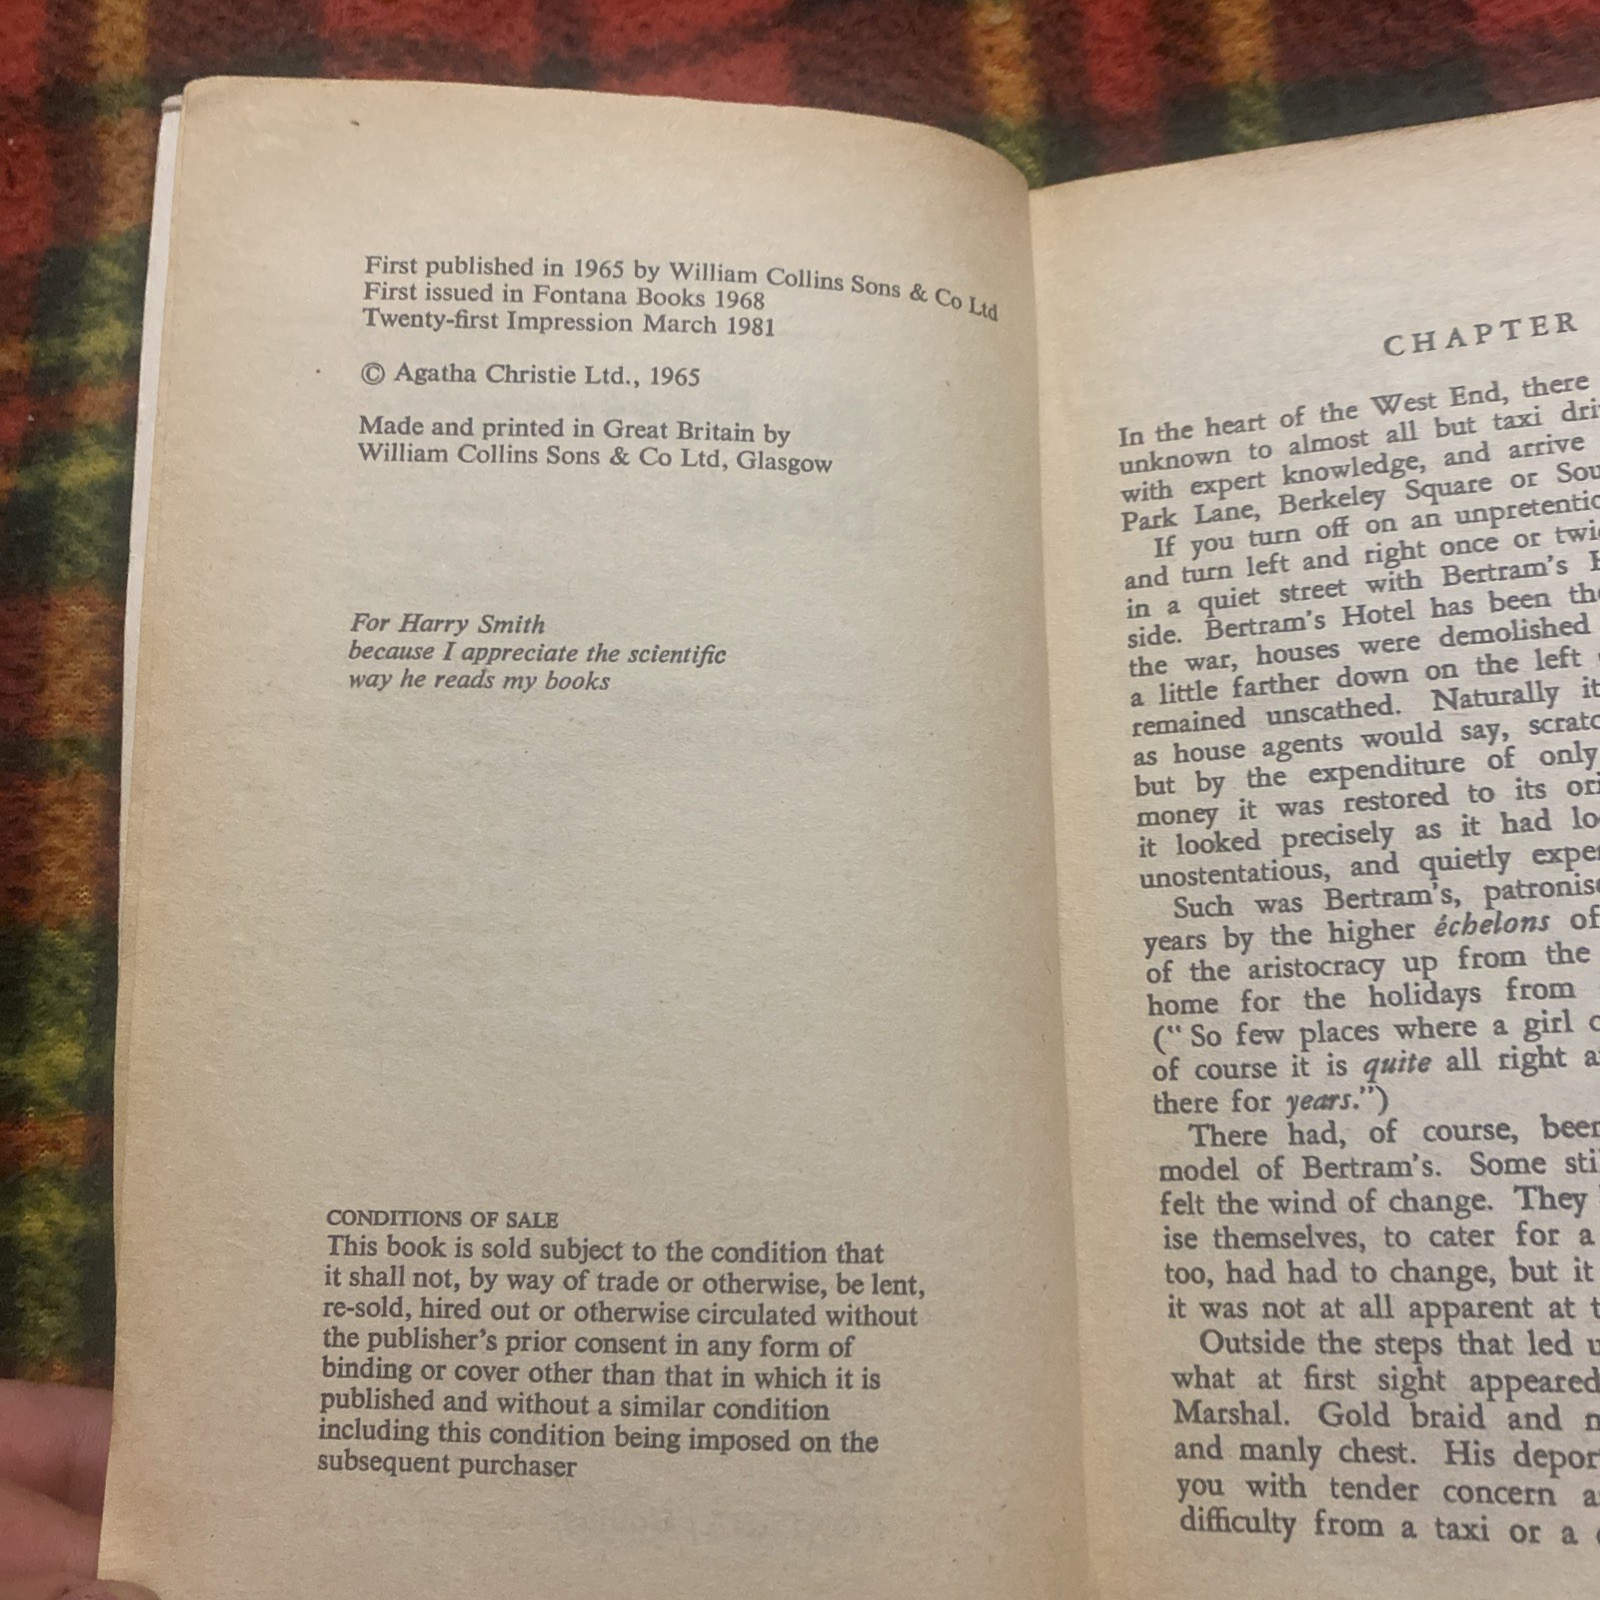 First published in 1965 by William Collins Sons & Co Ltd
First issued in Fontana Books 1968
Twenty-first Impression March 1981
© Agatha Christie Ltd., 1965
Made and printed in Great Britain by
William Collins Sons & Co Ltd, Glasgow
For Harry Smith
because I appreciate the scientific
way he reads my books
CONDITIONS OF SALE
This book is sold subject to the condition that
it shall not, by way of trade or otherwise, be lent,
re-sold, hired out or otherwise circulated without
the publisher's prior consent in any form of
binding or cover other than that in which it is
published and without a similar condition
including this condition being imposed on the
subsequent purchaser
CHAPTER
In the heart of the West End, there
unknown to almost all but taxi
with expert knowledge, and arrive
Park Lane, Berkeley Square or
If you turn off on an
and turn left and right once or
in a quiet street with Bertram's
side. Bertram's Hotel has been
the war, houses were demolished
a little farther down on the left
remained unscathed. Naturally
as house agents would say,
but by the expenditure of only
money it was restored to its
it looked precisely as it had
unostentatious, and quietly
Such was Bertram's,
years by the higher échelons of
of the aristocracy up from the
home for the holidays from
("So few places where a girl
of course it is quite all right
there for years.")
There had, of course,
model of Bertram's. Some
felt the wind of change. They
ise themselves, to cater for a
too, had had to change, but it
it was not at all apparent at
Outside the steps that led
what at first sight appeared
Marshal. Gold braid and
and manly chest. His
you with tender concern
difficulty from a taxi or a